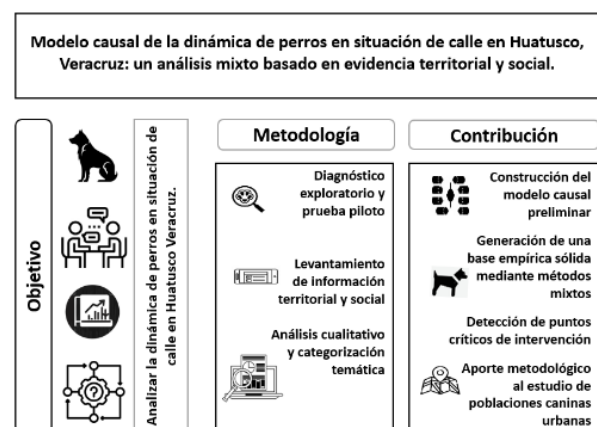 Modelo causal de la dinámica de perros en situación de calle en Huatusco,
Veracruz: un análisis mixto basado en evidencia territorial y social.
Objetivo
Analizar la dinámica de perros en situación de
calle en Huatusco Veracruz.
Metodología
Diagnóstico
exploratorio y
prueba piloto
Levantamiento
de información
territorial y social
Análisis cualitativo
y categorización
temática
Contribución
Construcción del
modelo causal
preliminar
Generación de una
base empírica sólida
mediante métodos
mixtos
Detección de puntos
críticos de intervención
Aporte metodológico
al estudio de
poblaciones caninas
urbanas